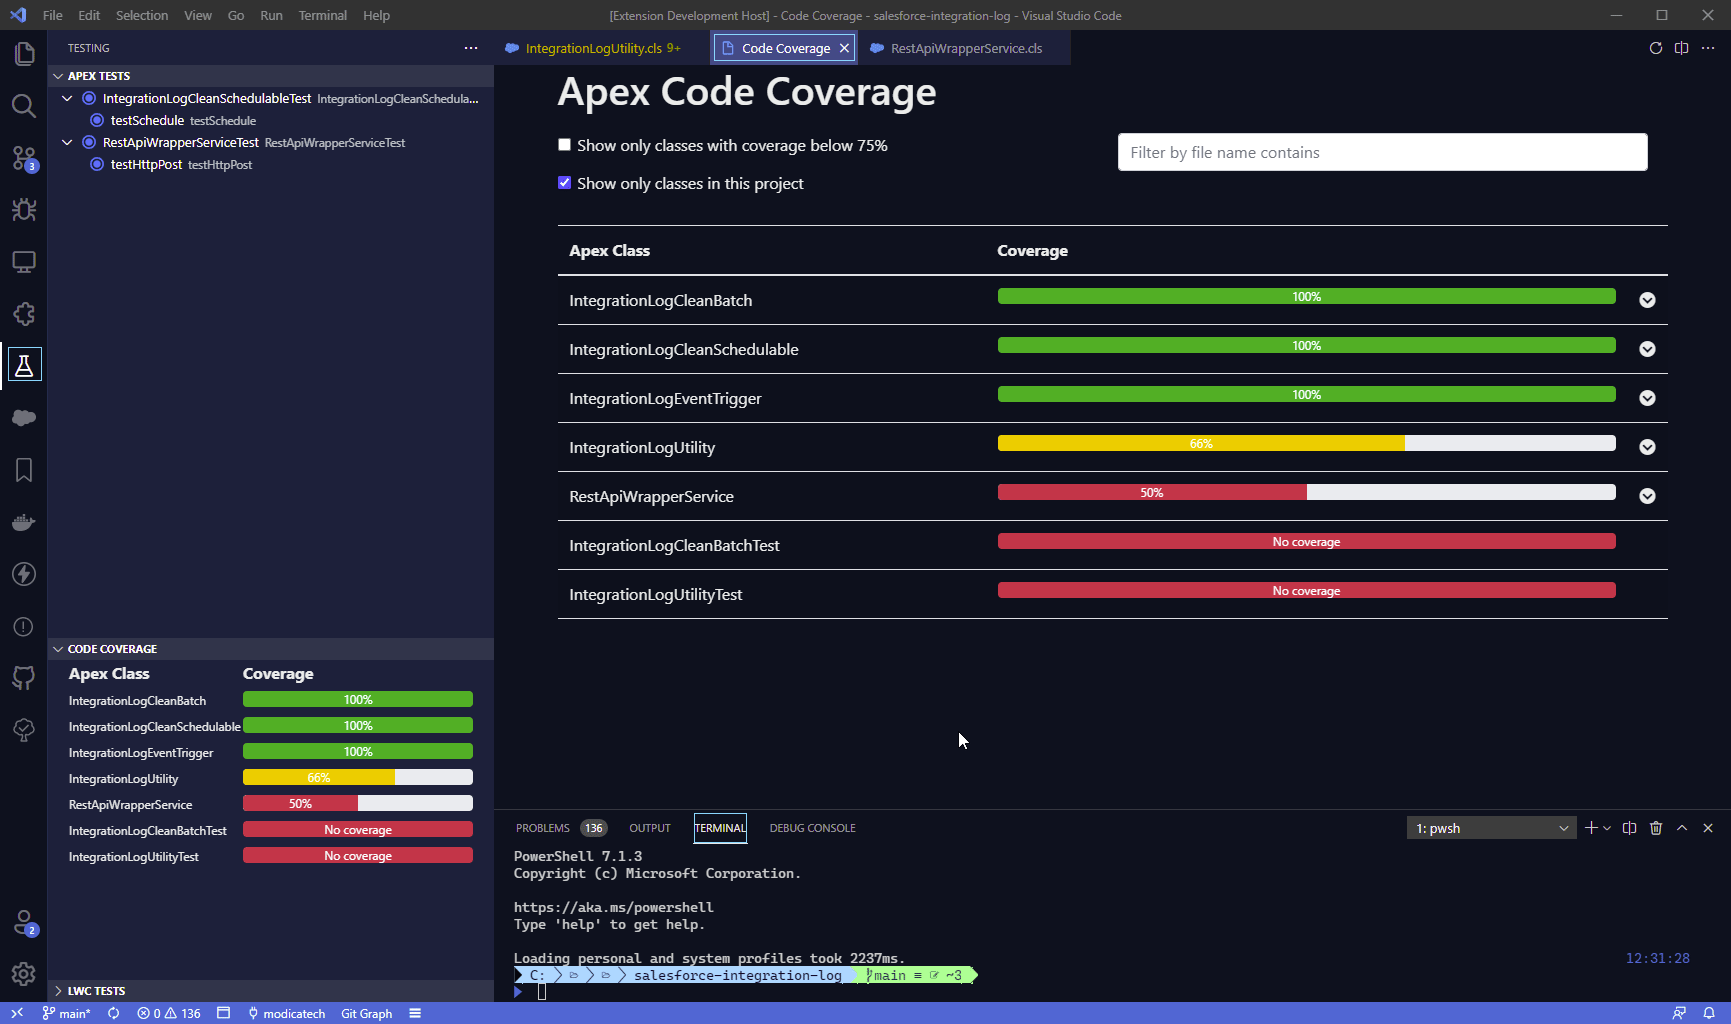 File Edit Selection View Go Run Terminal Help
[Extension Development Host] - Code Coverage - salesforce-integration-log - Visual Studio Code
TESTING
APEX TESTS
IntegrationLogCleanSchedulableTest IntegrationLogCleanSchedula...
testSchedule testSchedule
RestApiWrapperServiceTest RestApiWrapperServiceTest
testHttpPost testHttpPost
3
CODE COVERAGE
Apex Class Coverage
IntegrationLogCleanBatch 100%
IntegrationLogCleanSchedulable 100%
IntegrationLogEventTrigger 100%
IntegrationLogUtility 66%
RestApiWrapperService 50%
IntegrationLogCleanBatchTest No coverage
IntegrationLogUtilityTest No coverage
2
LWC TESTS
IntegrationLogUtility.cls 9+ Code Coverage RestApiWrapperService.cls
Apex Code Coverage
Show only classes with coverage below 75%
Filter by file name contains
Show only classes in this project
Apex Class Coverage
IntegrationLogCleanBatch 100%
IntegrationLogCleanSchedulable 100%
IntegrationLogEventTrigger 100%
IntegrationLogUtility 66%
RestApiWrapperService 50%
IntegrationLogCleanBatchTest No coverage
IntegrationLogUtilityTest No coverage
PROBLEMS 136 OUTPUT TERMINAL DEBUG CONSOLE 1: pwsh
PowerShell 7.1.3
Copyright (c) Microsoft Corporation.
https://aka.ms/powershell
Type 'help' to get help.
Loading personal and system profiles took 2237ms. 12:31:28
C: salesforce-integration-log main ≡ ~3
main* 0 136 modicatech Git Graph